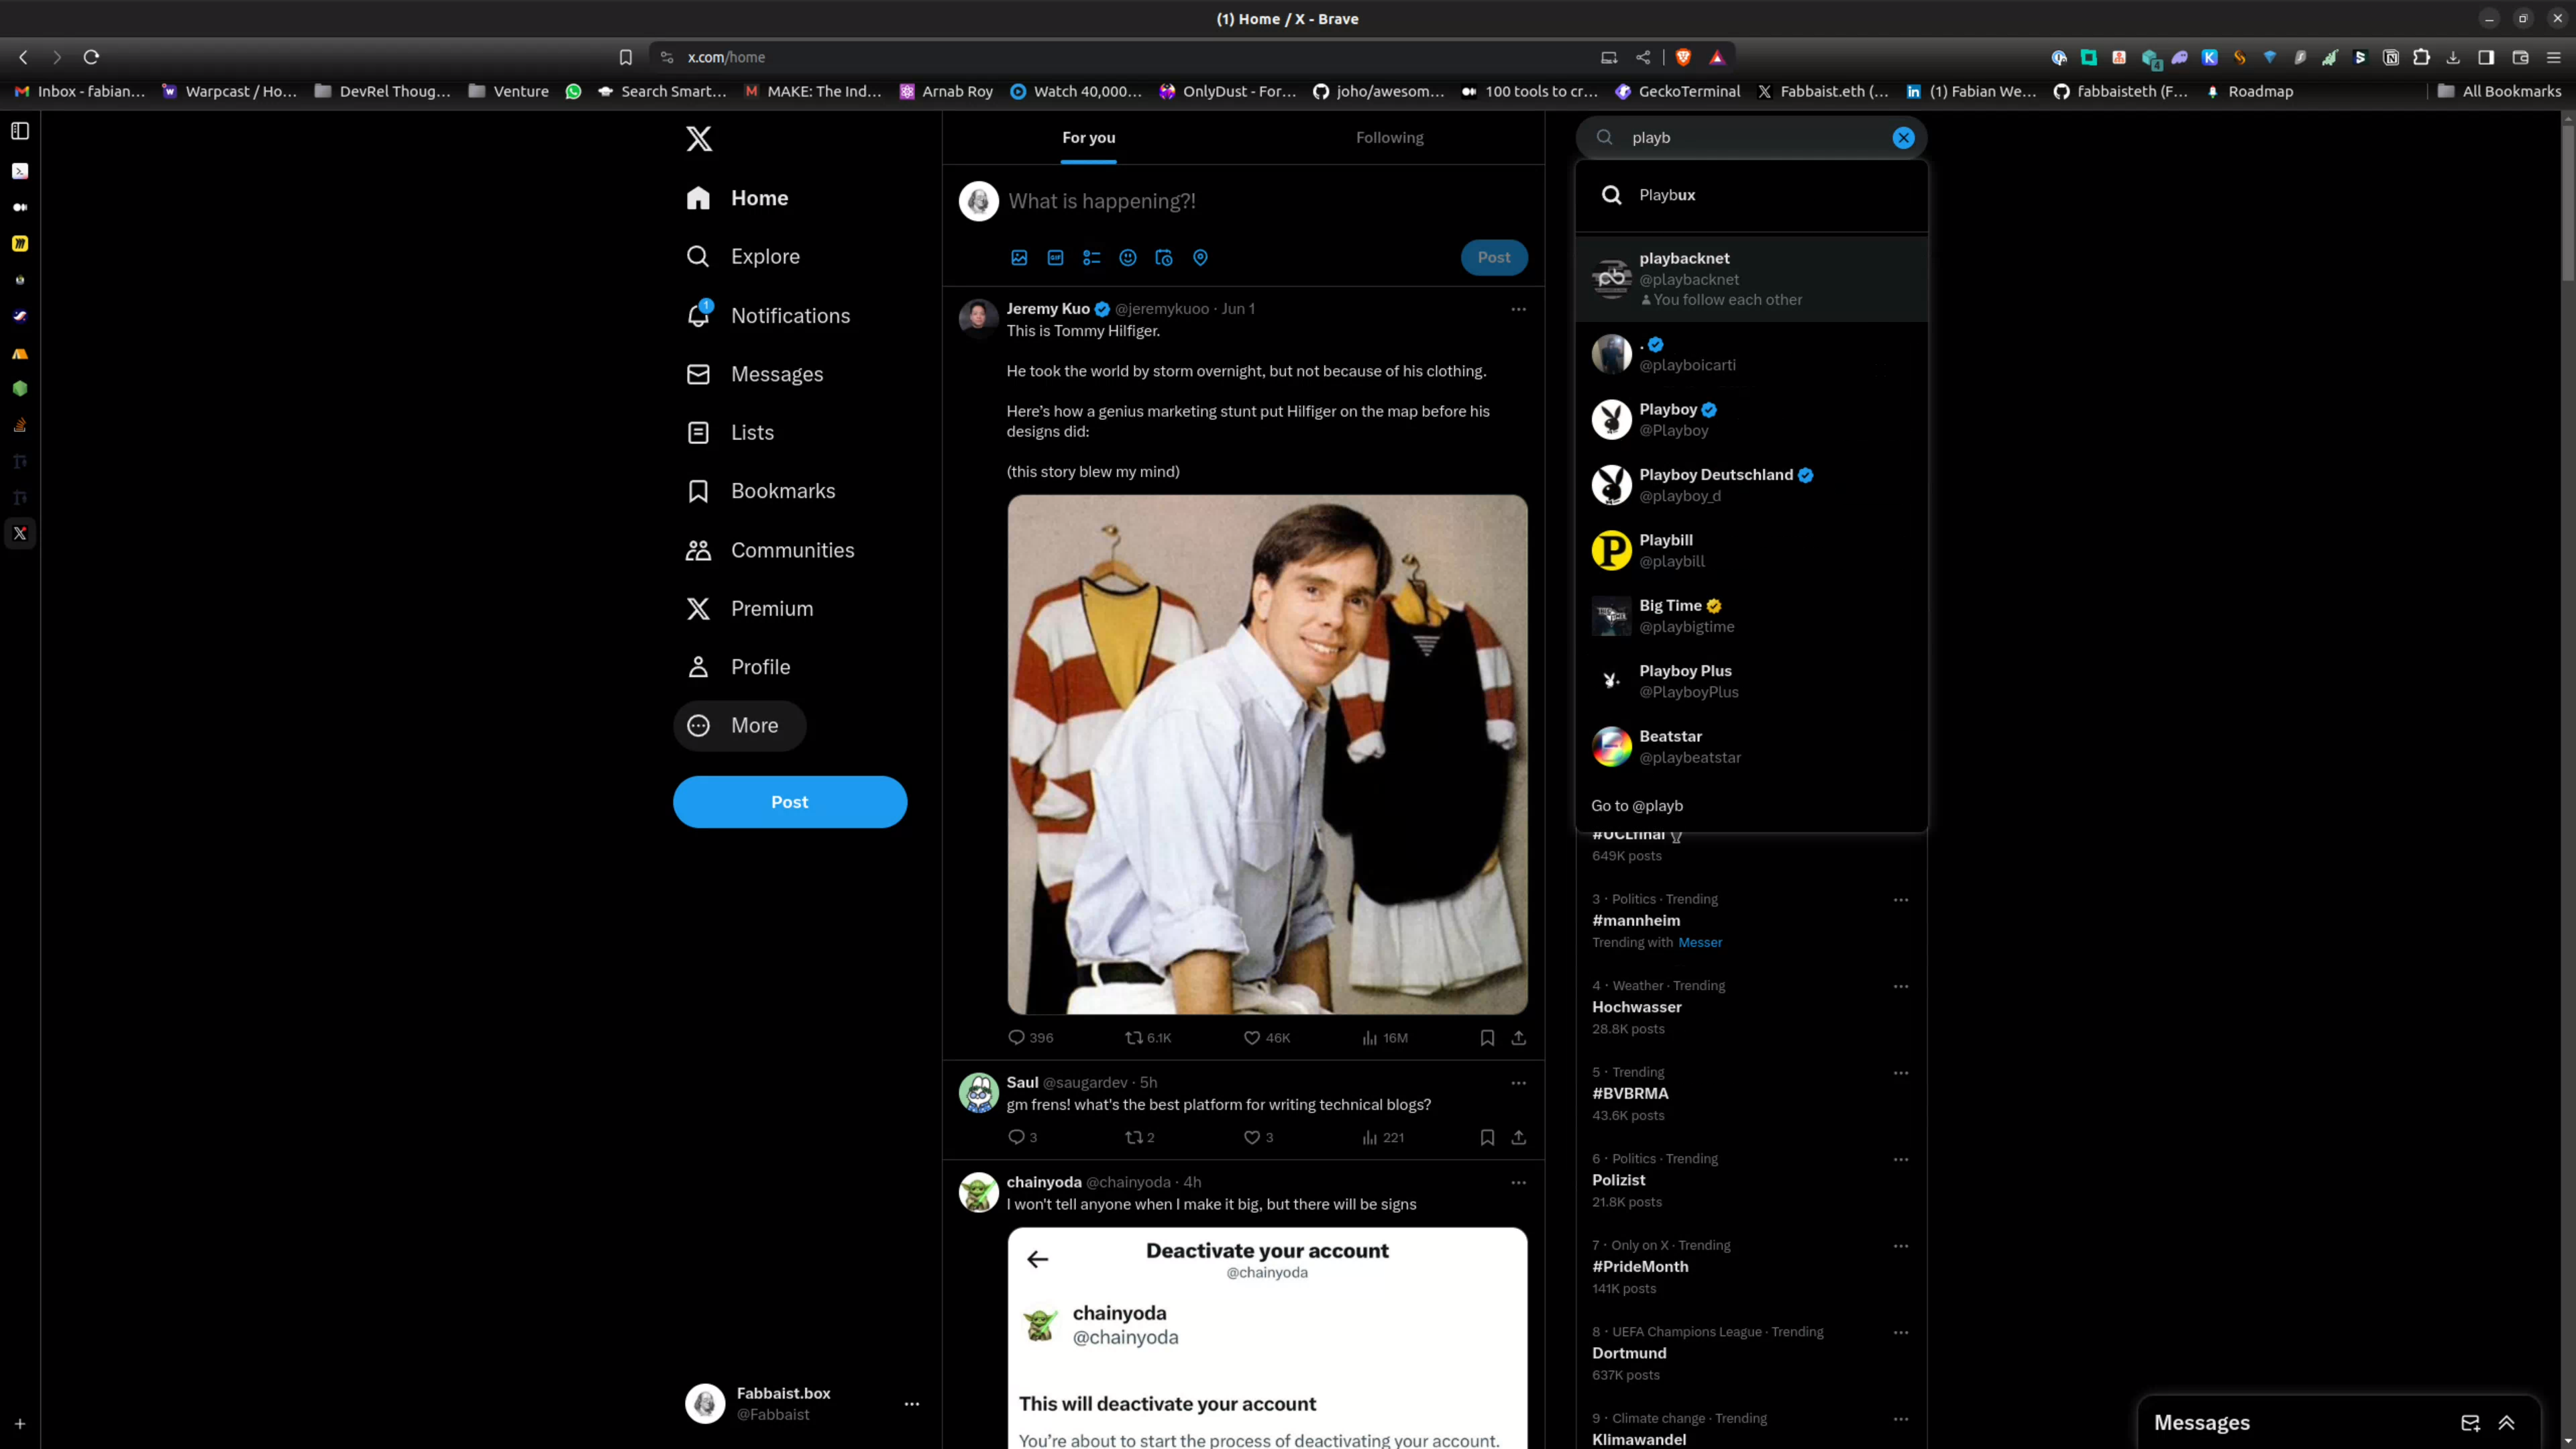 (1) Home / X - Brave
x.com/home
Inbox - fabian...
Warpcast / Ho...
DevRel Thoug...
Venture
Search Smart...
MAKE: The Ind...
Arnab Roy
Watch 40,000...
OnlyDust - For...
joho/awesom...
100 tools to cr...
GeckoTerminal
Fabbaist.eth (...
(1) Fabian We...
fabbaisteth (F...
Roadmap
All Bookmarks
Home
Explore
1
Notifications
Messages
Lists
Bookmarks
Communities
Premium
Profile
More
Post
Fabbaist.box
@Fabbaist
For you
Following
What is happening?!
GIF
Post
Jeremy Kuo @jeremykuoo · Jun 1
This is Tommy Hilfiger.
He took the world by storm overnight, but not because of his clothing.
Here’s how a genius marketing stunt put Hilfiger on the map before his
designs did:
(this story blew my mind)
396
6.1K
46K
16M
Saul @saugardev · 5h
gm frens! what's the best platform for writing technical blogs?
3
2
3
221
chainyoda @chainyoda · 4h
I won't tell anyone when I make it big, but there will be signs
Deactivate your account
@chainyoda
chainyoda
@chainyoda
This will deactivate your account
You’re about to start the process of deactivating your account.
playb
Playbux
playbacknet
@playbacknet
You follow each other
.
@playboicarti
Playboy
@Playboy
Playboy Deutschland
@playboy_d
P
Playbill
@playbill
Big Time
@playbigtime
Playboy Plus
@PlayboyPlus
Beatstar
@playbeatstar
Go to @playb
#UCLfinal
649K posts
3 · Politics · Trending
#mannheim
Trending with Messer
4 · Weather · Trending
Hochwasser
28.8K posts
5 · Trending
#BVBRMA
43.6K posts
6 · Politics · Trending
Polizist
21.8K posts
7 · Only on X · Trending
#PrideMonth
141K posts
8 · UEFA Champions League · Trending
Dortmund
637K posts
9 · Climate change · Trending
Klimawandel
Messages
4